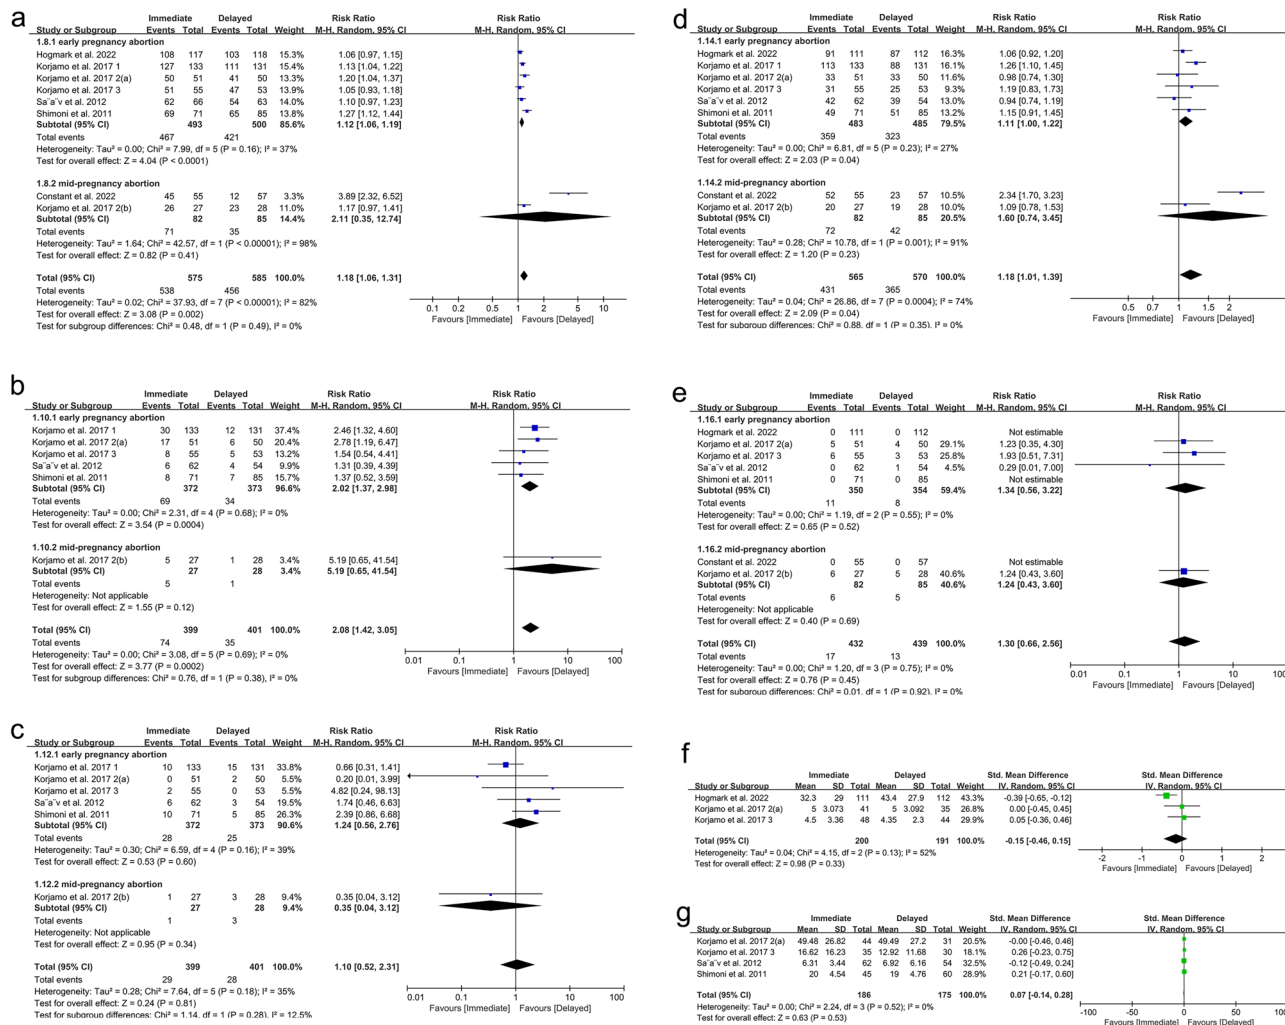 a
Immediate Delayed Risk Ratio Risk Ratio
Study or Subgroup Events Total Events Total Weight M-H. Random. 95% CI M-H. Random. 95% CI
1.8.1 early pregnancy abortion
Hogmark et al. 2022 108 117 103 118 15.3% 1.06 [0.97, 1.15]
Korjamo et al. 2017 1 127 133 111 131 15.4% 1.13 [1.04, 1.22]
Korjamo et al. 2017 2(a) 50 51 41 50 13.3% 1.20 [1.04, 1.37]
Korjamo et al. 2017 3 51 55 47 53 14.0% 1.05 [0.93, 1.18]
Sa¨a¨v et al. 2012 62 66 54 63 14.0% 1.10 [0.97, 1.23]
Shimoni et al. 2011 69 71 65 85 13.6% 1.27 [1.12, 1.44]
Subtotal (95% CI) 493 500 85.6% 1.12 [1.06, 1.19]
Total events 467 421
Heterogeneity: Tau² = 0.00; Chi² = 7.99, df = 5 (P = 0.16); I² = 37%
Test for overall effect: Z = 4.04 (P < 0.0001)
1.8.2 mid-pregnancy abortion
Constant et al. 2022 45 55 12 57 3.3% 3.89 [2.32, 6.52]
Korjamo et al. 2017 2(b) 26 27 23 28 11.0% 1.17 [0.97, 1.41]
Subtotal (95% CI) 82 85 14.4% 2.11 [0.35, 12.74]
Total events 71 35
Heterogeneity: Tau² = 1.64; Chi² = 42.57, df = 1 (P < 0.00001); I² = 98%
Test for overall effect: Z = 0.82 (P = 0.41)
Total (95% CI) 575 585 100.0% 1.18 [1.06, 1.31]
Total events 538 456
Heterogeneity: Tau² = 0.02; Chi² = 37.93, df = 7 (P < 0.00001); I² = 82%
Test for overall effect: Z = 3.08 (P = 0.002)
Test for subgroup differences: Chi² = 0.48, df = 1 (P = 0.49), I² = 0%
0.1 0.2 0.5 1 2 5 10
Favours [Immediate] Favours [Delayed]
b
Immediate Delayed Risk Ratio Risk Ratio
Study or Subgroup Events Total Events Total Weight M-H. Random. 95% CI M-H. Random. 95% CI
1.10.1 early pregnancy abortion
Korjamo et al. 2017 1 30 133 12 131 37.4% 2.46 [1.32, 4.60]
Korjamo et al. 2017 2(a) 17 51 6 50 20.4% 2.78 [1.19, 6.47]
Korjamo et al. 2017 3 8 55 5 53 13.2% 1.54 [0.54, 4.41]
Sa¨a¨v et al. 2012 6 62 4 54 9.9% 1.31 [0.39, 4.39]
Shimoni et al. 2011 8 71 7 85 15.7% 1.37 [0.52, 3.59]
Subtotal (95% CI) 372 373 96.6% 2.02 [1.37, 2.98]
Total events 69 34
Heterogeneity: Tau² = 0.00; Chi² = 2.31, df = 4 (P = 0.68); I² = 0%
Test for overall effect: Z = 3.54 (P = 0.0004)
1.10.2 mid-pregnancy abortion
Korjamo et al. 2017 2(b) 5 27 1 28 3.4% 5.19 [0.65, 41.54]
Subtotal (95% CI) 27 28 3.4% 5.19 [0.65, 41.54]
Total events 5 1
Heterogeneity: Not applicable
Test for overall effect: Z = 1.55 (P = 0.12)
Total (95% CI) 399 401 100.0% 2.08 [1.42, 3.05]
Total events 74 35
Heterogeneity: Tau² = 0.00; Chi² = 3.08, df = 5 (P = 0.69); I² = 0%
Test for overall effect: Z = 3.77 (P = 0.0002)
Test for subgroup differences: Chi² = 0.76, df = 1 (P = 0.38), I² = 0%
0.01 0.1 1 10 100
Favours [Immediate] Favours [Delayed]
c
Immediate Delayed Risk Ratio Risk Ratio
Study or Subgroup Events Total Events Total Weight M-H. Random. 95% CI M-H. Random. 95% CI
1.12.1 early pregnancy abortion
Korjamo et al. 2017 1 10 133 15 131 33.8% 0.66 [0.31, 1.41]
Korjamo et al. 2017 2(a) 0 51 2 50 5.5% 0.20 [0.01, 3.99]
Korjamo et al. 2017 3 2 55 0 53 5.4% 4.82 [0.24, 98.13]
Sa¨a¨v et al. 2012 6 62 3 54 19.5% 1.74 [0.46, 6.63]
Shimoni et al. 2011 10 71 5 85 26.3% 2.39 [0.86, 6.68]
Subtotal (95% CI) 372 373 90.6% 1.24 [0.56, 2.76]
Total events 28 25
Heterogeneity: Tau² = 0.30; Chi² = 6.59, df = 4 (P = 0.16); I² = 39%
Test for overall effect: Z = 0.53 (P = 0.60)
1.12.2 mid-pregnancy abortion
Korjamo et al. 2017 2(b) 1 27 3 28 9.4% 0.35 [0.04, 3.12]
Subtotal (95% CI) 27 28 9.4% 0.35 [0.04, 3.12]
Total events 1 3
Heterogeneity: Not applicable
Test for overall effect: Z = 0.95 (P = 0.34)
Total (95% CI) 399 401 100.0% 1.10 [0.52, 2.31]
Total events 29 28
Heterogeneity: Tau² = 0.28; Chi² = 7.64, df = 5 (P = 0.18); I² = 35%
Test for overall effect: Z = 0.24 (P = 0.81)
Test for subgroup differences: Chi² = 1.14, df = 1 (P = 0.28), I² = 12.5%
0.01 0.1 1 10 100
Favours [Immediate] Favours [Delayed]
d
Immediate Delayed Risk Ratio Risk Ratio
Study or Subgroup Events Total Events Total Weight M-H. Random. 95% CI M-H. Random. 95% CI
1.14.1 early pregnancy abortion
Hogmark et al. 2022 91 111 87 112 16.3% 1.06 [0.92, 1.20]
Korjamo et al. 2017 1 113 133 88 131 16.2% 1.26 [1.10, 1.45]
Korjamo et al. 2017 2(a) 33 51 33 50 11.6% 0.98 [0.74, 1.30]
Korjamo et al. 2017 3 31 55 25 53 9.3% 1.19 [0.83, 1.73]
Sa¨a¨v et al. 2012 42 62 39 54 12.9% 0.94 [0.74, 1.19]
Shimoni et al. 2011 49 71 51 85 13.2% 1.15 [0.91, 1.45]
Subtotal (95% CI) 483 485 79.5% 1.11 [1.00, 1.22]
Total events 359 323
Heterogeneity: Tau² = 0.00; Chi² = 6.81, df = 5 (P = 0.23); I² = 27%
Test for overall effect: Z = 2.03 (P = 0.04)
1.14.2 mid-pregnancy abortion
Constant et al. 2022 52 55 23 57 10.5% 2.34 [1.70, 3.23]
Korjamo et al. 2017 2(b) 20 27 19 28 10.0% 1.09 [0.78, 1.53]
Subtotal (95% CI) 82 85 20.5% 1.60 [0.74, 3.45]
Total events 72 42
Heterogeneity: Tau² = 0.28; Chi² = 10.78, df = 1 (P = 0.001); I² = 91%
Test for overall effect: Z = 1.20 (P = 0.23)
Total (95% CI) 565 570 100.0% 1.18 [1.01, 1.39]
Total events 431 365
Heterogeneity: Tau² = 0.04; Chi² = 26.86, df = 7 (P = 0.0004); I² = 74%
Test for overall effect: Z = 2.09 (P = 0.04)
Test for subgroup differences: Chi² = 0.88. df = 1 (P = 0.35). I² = 0%
0.5 0.7 1 1.5 2
Favours [Immediate] Favours [Delayed]
e
Immediate Delayed Risk Ratio Risk Ratio
Study or Subgroup Events Total Events Total Weight M-H. Random. 95% CI M-H. Random. 95% CI
1.16.1 early pregnancy abortion
Hogmark et al. 2022 0 111 0 112 Not estimable
Korjamo et al. 2017 2(a) 5 51 4 50 29.1% 1.23 [0.35, 4.30]
Korjamo et al. 2017 3 6 55 3 53 25.8% 1.93 [0.51, 7.31]
Sa¨a¨v et al. 2012 0 62 1 54 4.5% 0.29 [0.01, 7.00]
Shimoni et al. 2011 0 71 0 85 Not estimable
Subtotal (95% CI) 350 354 59.4% 1.34 [0.56, 3.22]
Total events 11 8
Heterogeneity: Tau² = 0.00; Chi² = 1.19, df = 2 (P = 0.55); I² = 0%
Test for overall effect: Z = 0.65 (P = 0.52)
1.16.2 mid-pregnancy abortion
Constant et al. 2022 0 55 0 57 Not estimable
Korjamo et al. 2017 2(b) 6 27 5 28 40.6% 1.24 [0.43, 3.60]
Subtotal (95% CI) 82 85 40.6% 1.24 [0.43, 3.60]
Total events 6 5
Heterogeneity: Not applicable
Test for overall effect: Z = 0.40 (P = 0.69)
Total (95% CI) 432 439 100.0% 1.30 [0.66, 2.56]
Total events 17 13
Heterogeneity: Tau² = 0.00; Chi² = 1.20, df = 3 (P = 0.75); I² = 0%
Test for overall effect: Z = 0.76 (P = 0.45)
Test for subgroup differences: Chi² = 0.01. df = 1 (P = 0.92). I² = 0%
0.01 0.1 1 10 100
Favours [Immediate] Favours [Delayed]
f
Immediate Delayed Std. Mean Difference Std. Mean Difference
Study or Subgroup Mean SD Total Mean SD Total Weight IV. Random. 95% CI IV. Random. 95% CI
Hogmark et al. 2022 32.3 29 111 43.4 27.9 112 43.3% -0.39 [-0.65, -0.12]
Korjamo et al. 2017 2(a) 5 3.073 41 5 3.092 35 26.8% 0.00 [-0.45, 0.45]
Korjamo et al. 2017 3 4.5 3.36 48 4.35 2.3 44 29.9% 0.05 [-0.36, 0.46]
Total (95% CI) 200 191 100.0% -0.15 [-0.46, 0.15]
Heterogeneity: Tau² = 0.04; Chi² = 4.15, df = 2 (P = 0.13); I² = 52%
Test for overall effect: Z = 0.98 (P = 0.33)
-2 -1 0 1 2
Favours [Immediate] Favours [Delayed]
g
Immediate Delayed Std. Mean Difference Std. Mean Difference
Study or Subgroup Mean SD Total Mean SD Total Weight IV. Random. 95% CI IV. Random. 95% CI
Korjamo et al. 2017 2(a) 49.48 26.82 44 49.49 27.2 31 20.5% -0.00 [-0.46, 0.46]
Korjamo et al. 2017 3 16.62 16.23 35 12.92 11.68 30 18.1% 0.26 [-0.23, 0.75]
Sa¨a¨v et al. 2012 6.31 3.44 62 6.92 6.16 54 32.5% -0.12 [-0.49, 0.24]
Shimoni et al. 2011 20 4.54 45 19 4.76 60 28.9% 0.21 [-0.17, 0.60]
Total (95% CI) 186 175 100.0% 0.07 [-0.14, 0.28]
Heterogeneity: Tau² = 0.00; Chi² = 2.24, df = 3 (P = 0.52); I² = 0%
Test for overall effect: Z = 0.63 (P = 0.53)
-100 -50 0 50 100
Favours [Immediate] Favours [Delayed]